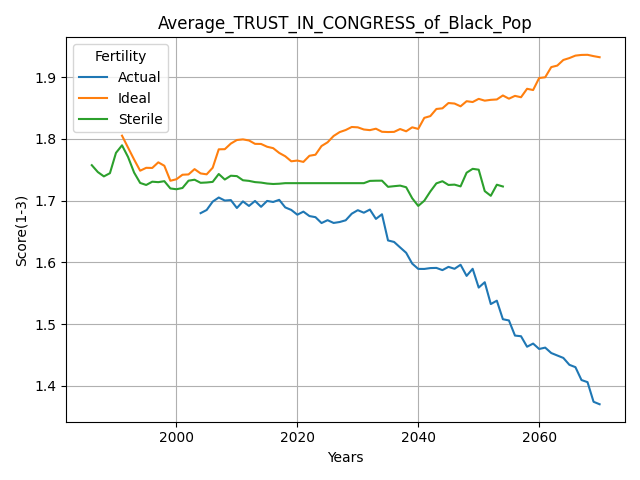 Average_TRUST_IN_CONGRESS_of_Black_Pop
Fertility
Actual
Ideal
Sterile
Score(1-3)
1.9
1.8
1.7
1.6
1.5
1.4
2000 2020 2040 2060
Years